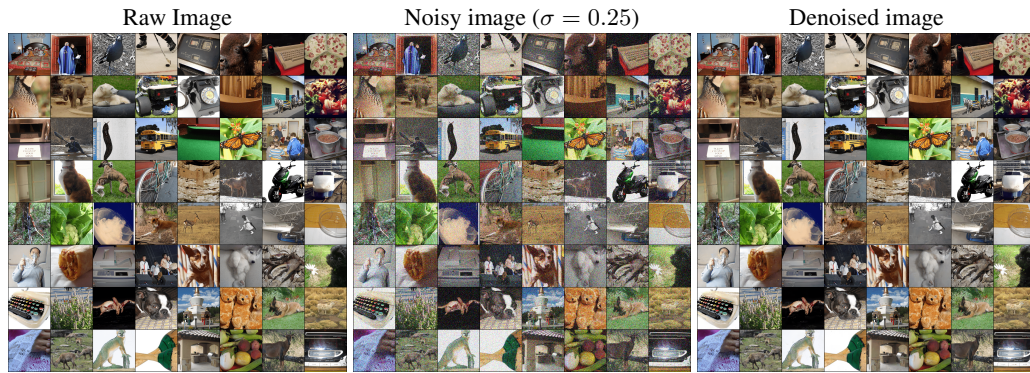 Raw Image
Noisy image (σ = 0.25)
Denoised image